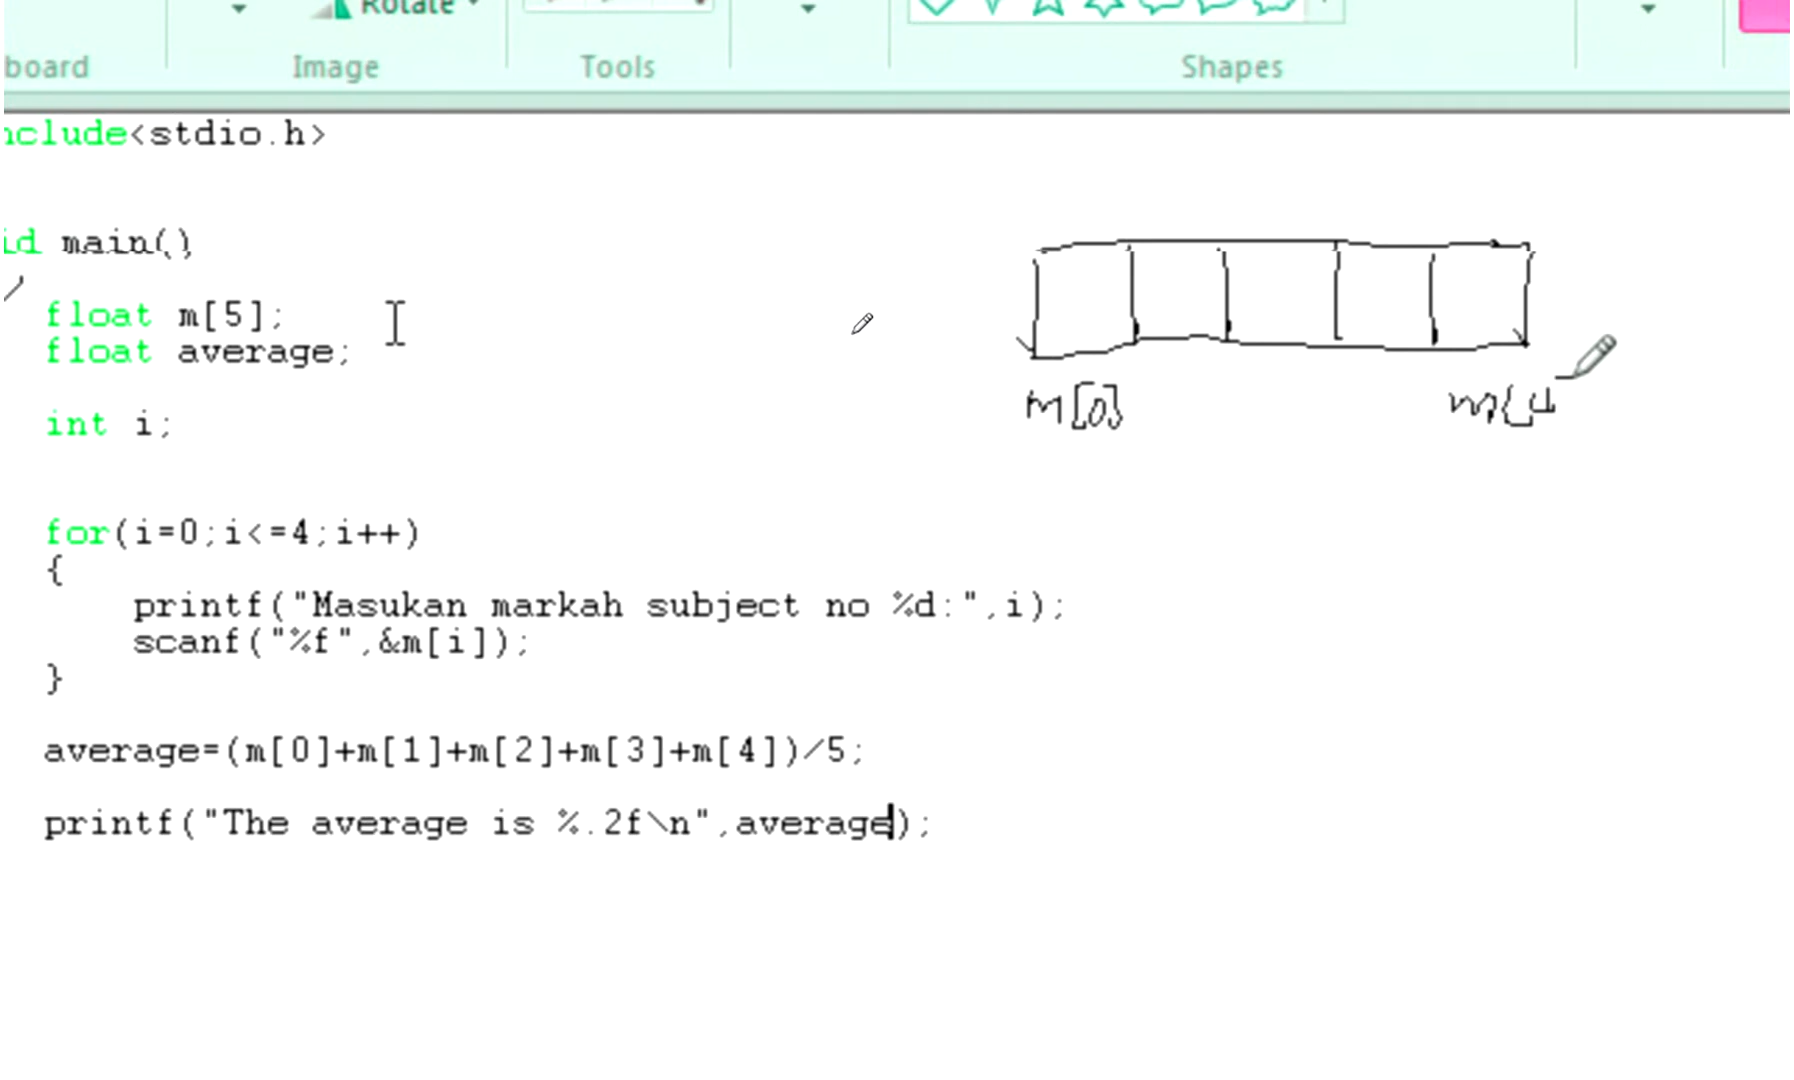 Rotate
board
Image
Tools
Shapes
nclude<stdio.h>
id main()
float m[5];
float average;
int i;
for(i=0;i<=4;i++)
{
printf("Masukan markah subject no %d:",i);
scanf("%f",&m[i]);
}
average=(m[0]+m[1]+m[2]+m[3]+m[4])/5;
printf("The average is %.2f\n",average);
m[0]
m[4